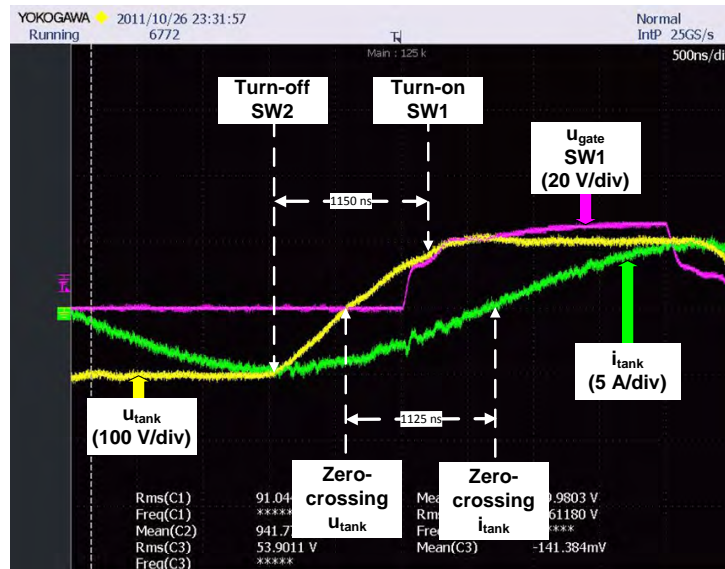 YOKOGAWA 2011/10/26 23:31:57
Normal
Running 6772
IntP 25GS/s
Main : 125 k
500ns/di
Turn-off
SW2
Turn-on
SW1
ugate
SW1
(20 V/div)
1150 ns
itank
(5 A/div)
utank
(100 V/div)
1125 ns
Zero-
crossing
utank
Zero-
crossing
itank
Rms(C1) 91.04
Freq(C1) *****
Mean(C2) 941.7
Rms(C3) 53.9011 V
Freq(C3) *****
Mea .9803 V
Rms 61180 V
Fre ****
Mean(C3) -141.384mV